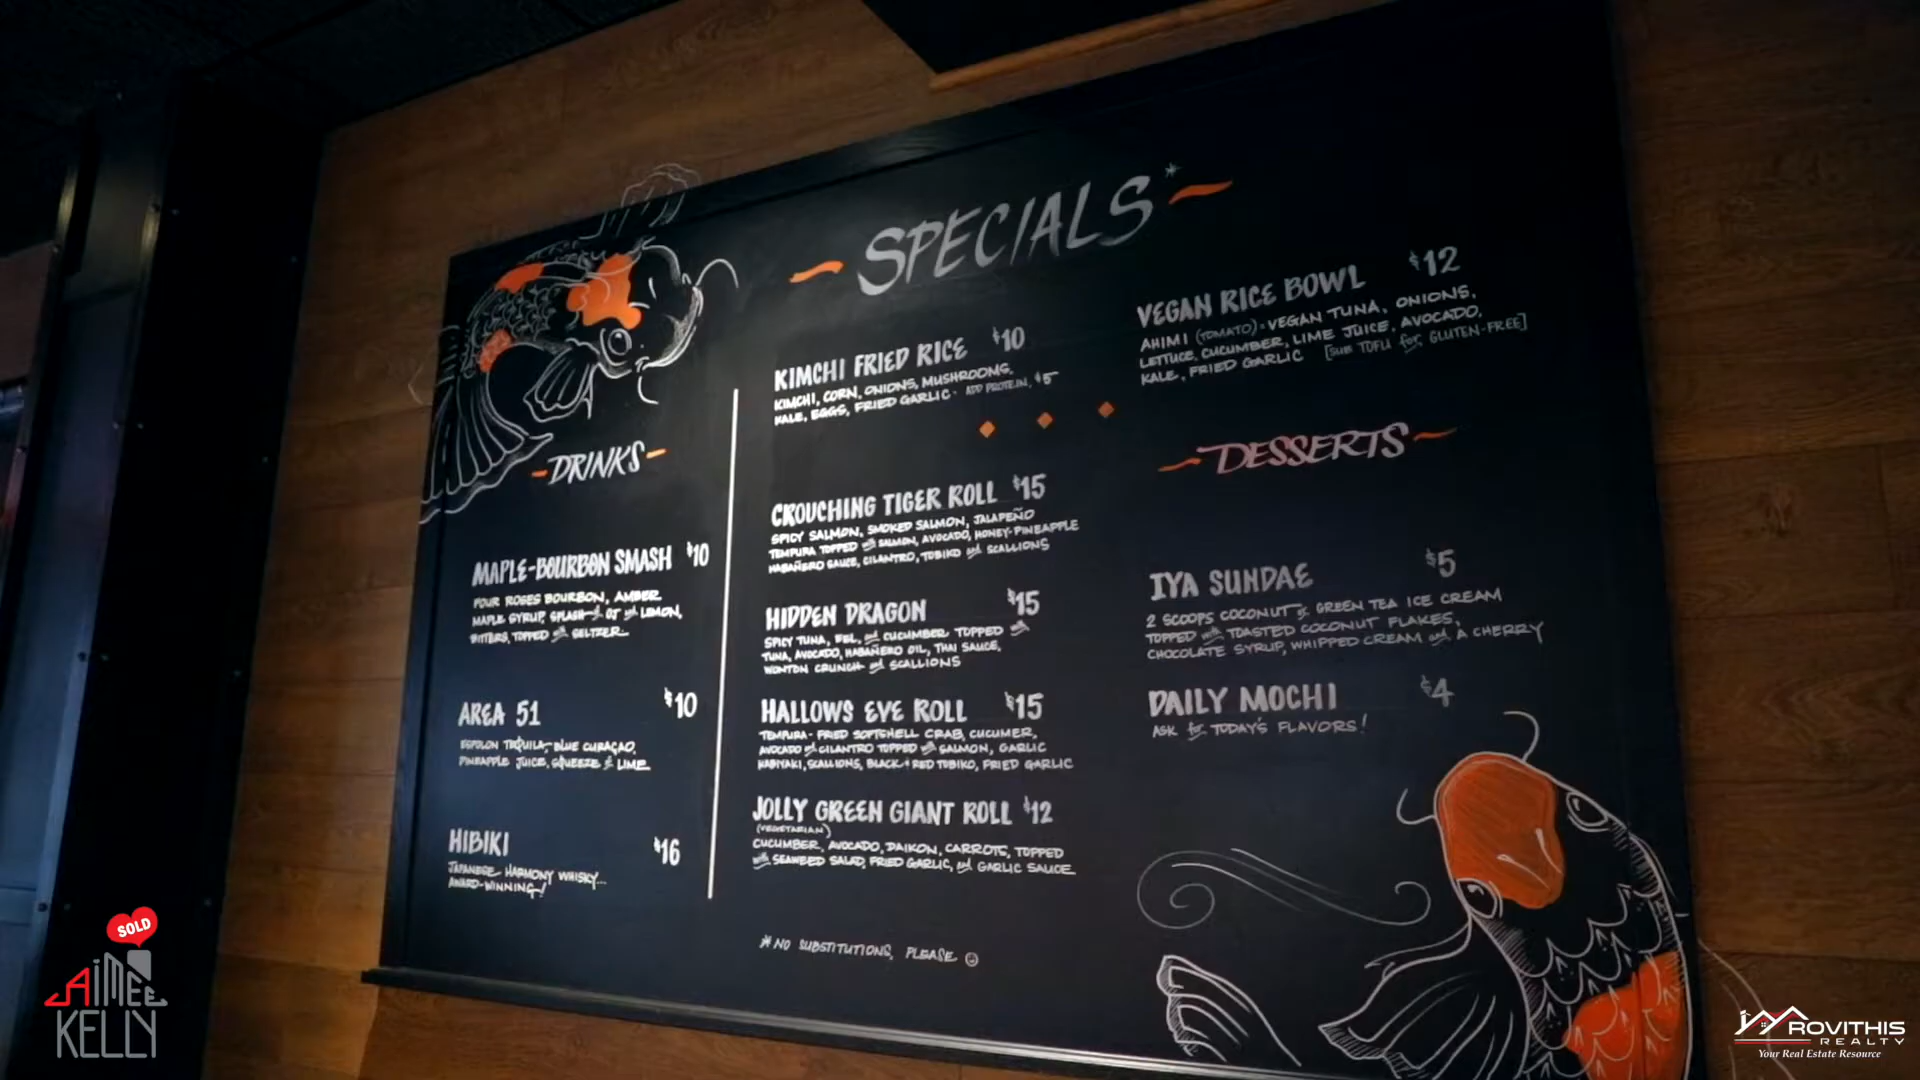 SPECIALS*
DRINKS
MAPLE-BOURBON SMASH $10
FOUR ROSES BOURBON, AMBER
MAPLE SYRUP, SPLASH of OJ and LEMON,
BITTERS, TOPPED with SELTZER
AREA 51 $10
ESPOLON TEQUILA, BLUE CURAÇAO,
PINEAPPLE JUICE, SQUEEZE of LIME
HIBIKI $16
JAPANESE HARMONY WHISKY...
AWARD-WINNING!
KIMCHI FRIED RICE $10
KIMCHI, CORN, ONIONS, MUSHROOMS,
KALE, EGGS, FRIED GARLIC · ADD PROTEIN, $5
CROUCHING TIGER ROLL $15
SPICY SALMON, SMOKED SALMON, JALAPEÑO
TEMPURA TOPPED with SALMON, AVOCADO, HONEY-PINEAPPLE
HABAÑERO SAUCE, CILANTRO, TOBIKO and SCALLIONS
HIDDEN DRAGON $15
SPICY TUNA, EEL, and CUCUMBER TOPPED with
TUNA, AVOCADO, HABAÑERO OIL, THAI SAUCE,
WONTON CRUNCH and SCALLIONS
HALLOWS EVE ROLL $15
TEMPURA-FRIED SOFTSHELL CRAB, CUCUMER,
AVOCADO and CILANTRO TOPPED with SALMON, GARLIC
HABIYAKI, SCALLIONS, BLACK + RED TOBIKO, FRIED GARLIC
JOLLY GREEN GIANT ROLL $12
(VEGETARIAN)
CUCUMBER, AVOCADO, DAIKON, CARROTS, TOPPED
with SEAWEED SALAD, FRIED GARLIC, and GARLIC SAUCE
*NO SUBSTITUTIONS, PLEASE ☺
VEGAN RICE BOWL $12
AHIMI (TOMATO)=VEGAN TUNA, ONIONS,
LETTUCE, CUCUMBER, LIME JUICE, AVOCADO,
KALE, FRIED GARLIC [SUB TOFU for GLUTEN-FREE]
DESSERTS
IYA SUNDAE $5
2 SCOOPS COCONUT or GREEN TEA ICE CREAM
TOPPED with TOASTED COCONUT FLAKES,
CHOCOLATE SYRUP, WHIPPED CREAM and A CHERRY
DAILY MOCHI $4
ASK for TODAY'S FLAVORS!
SOLD
AIMEE
KELLY
ROVITHIS
REALTY
Your Real Estate Resource